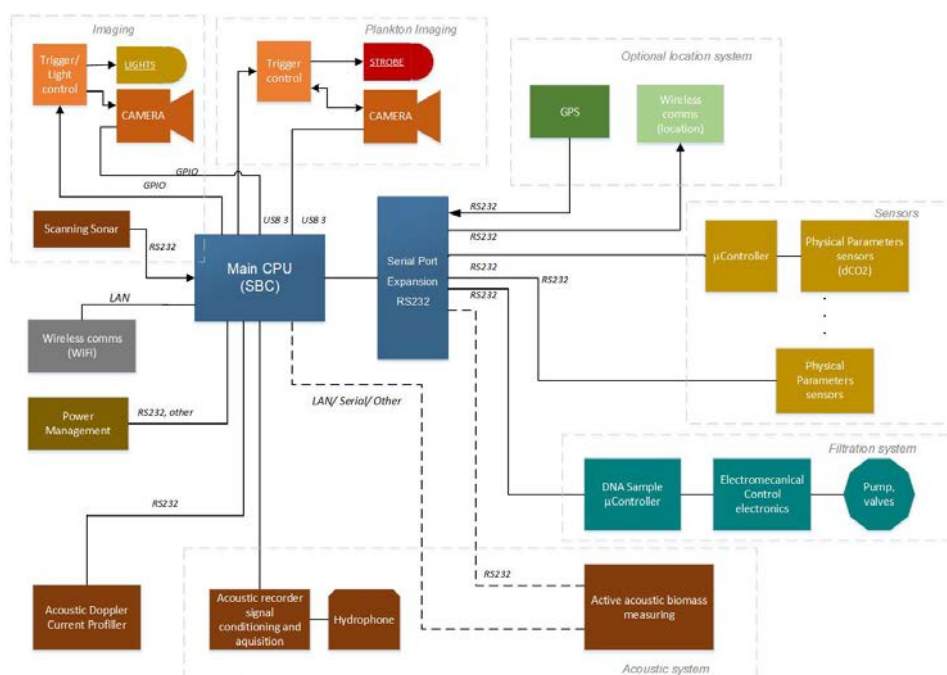 Imaging
Plankton Imaging
Trigger/
Light
control
LIGHTS
CAMERA
Trigger
control
STROBE
CAMERA
Optional location system
GPS
Wireless
comms
(location)
GPIO
GPIO
USB 3
USB 3
RS232
RS232
Sensors
Scanning Sonar
RS232
Main CPU
(SBC)
Serial Port
Expansion
RS232
RS232
RS232
RS232
µController
Physical Parameters
sensors
(dCO2)
.
.
.
Physical
Parameters
sensors
LAN
Wireless comms
(WIFI)
Power
Management
RS232, other
LAN/ Serial/ Other
Filtration system
DNA Sample
µController
Electromecanical
Control
electronics
Pump,
valves
RS232
Acoustic Doppler
Current Profiller
Acoustic recorder
signal
conditioning and
aquisition
Hydrophone
RS232
Active acoustic biomass
measuring
Acoustic system